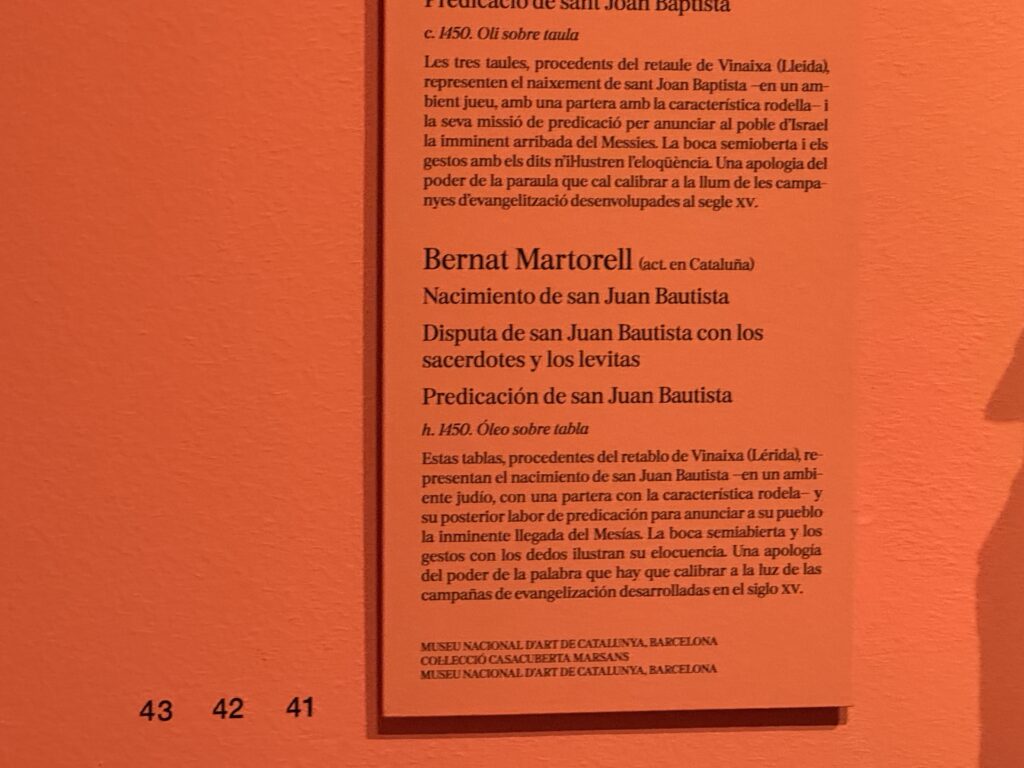 Predicació de sant Joan Baptista
c. 1450. Oli sobre taula
Les tres taules, procedents del retaule de Vinaixa (Lleida),
representen el naixement de sant Joan Baptista –en un am-
bient jueu, amb una partera amb la característica rodella– i
la seva missió de predicació per anunciar al poble d'Israel
la imminent arribada del Messies. La boca semioberta i els
gestos amb els dits n'il·lustren l'eloqüència. Una apologia del
poder de la paraula que cal calibrar a la llum de les campa-
nyes d'evangelització desenvolupades al segle XV.
Bernat Martorell (act. en Cataluña)
Nacimiento de san Juan Bautista
Disputa de san Juan Bautista con los
sacerdotes y los levitas
Predicación de san Juan Bautista
h. 1450. Óleo sobre tabla
Estas tablas, procedentes del retablo de Vinaixa (Lérida), re-
presentan el nacimiento de san Juan Bautista –en un ambi-
ente judío, con una partera con la característica rodela– y
su posterior labor de predicación para anunciar a su pueblo
la inminente llegada del Mesías. La boca semiabierta y los
gestos con los dedos ilustran su elocuencia. Una apología
del poder de la palabra que hay que calibrar a la luz de las
campañas de evangelización desarrolladas en el siglo XV.
MUSEU NACIONAL D'ART DE CATALUNYA, BARCELONA
COL·LECCIÓ CASACUBERTA MARSANS
MUSEU NACIONAL D'ART DE CATALUNYA, BARCELONA
43 42 41